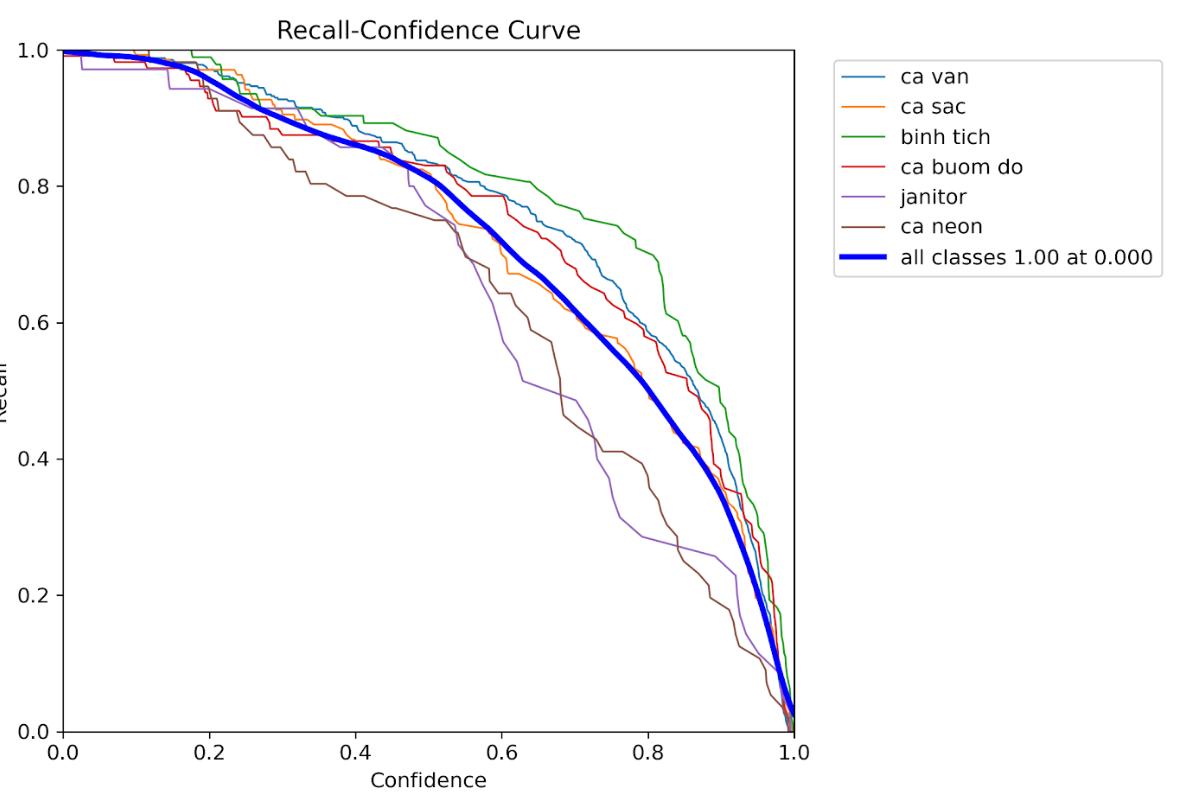 Recall-Confidence Curve
1.0
0.8
0.6
0.4
0.2
0.0
0.0 0.2 0.4 0.6 0.8 1.0
Confidence
Recall
ca van
ca sac
binh tich
ca buom do
janitor
ca neon
all classes 1.00 at 0.000